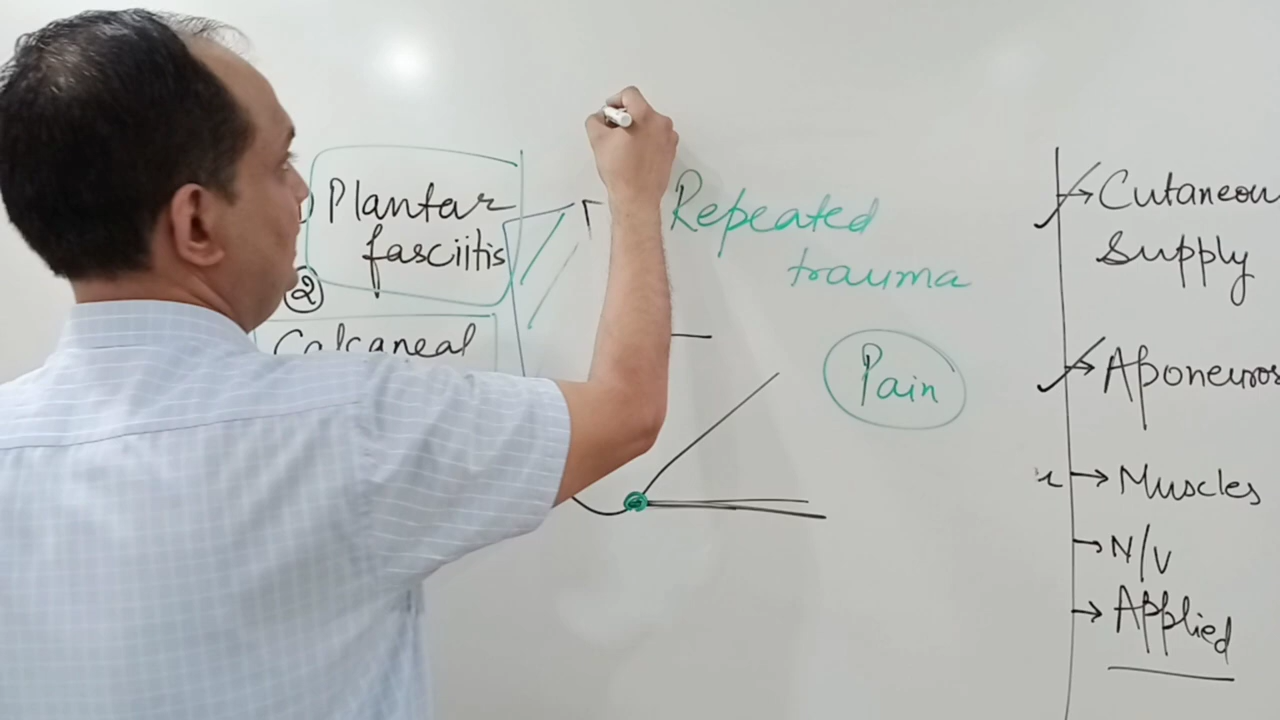 Plantar
fasciitis
②
Calcaneal
Repeated
trauma
Pain
Cutaneou
Supply
Aponeuros
Muscles
N/V
Applied